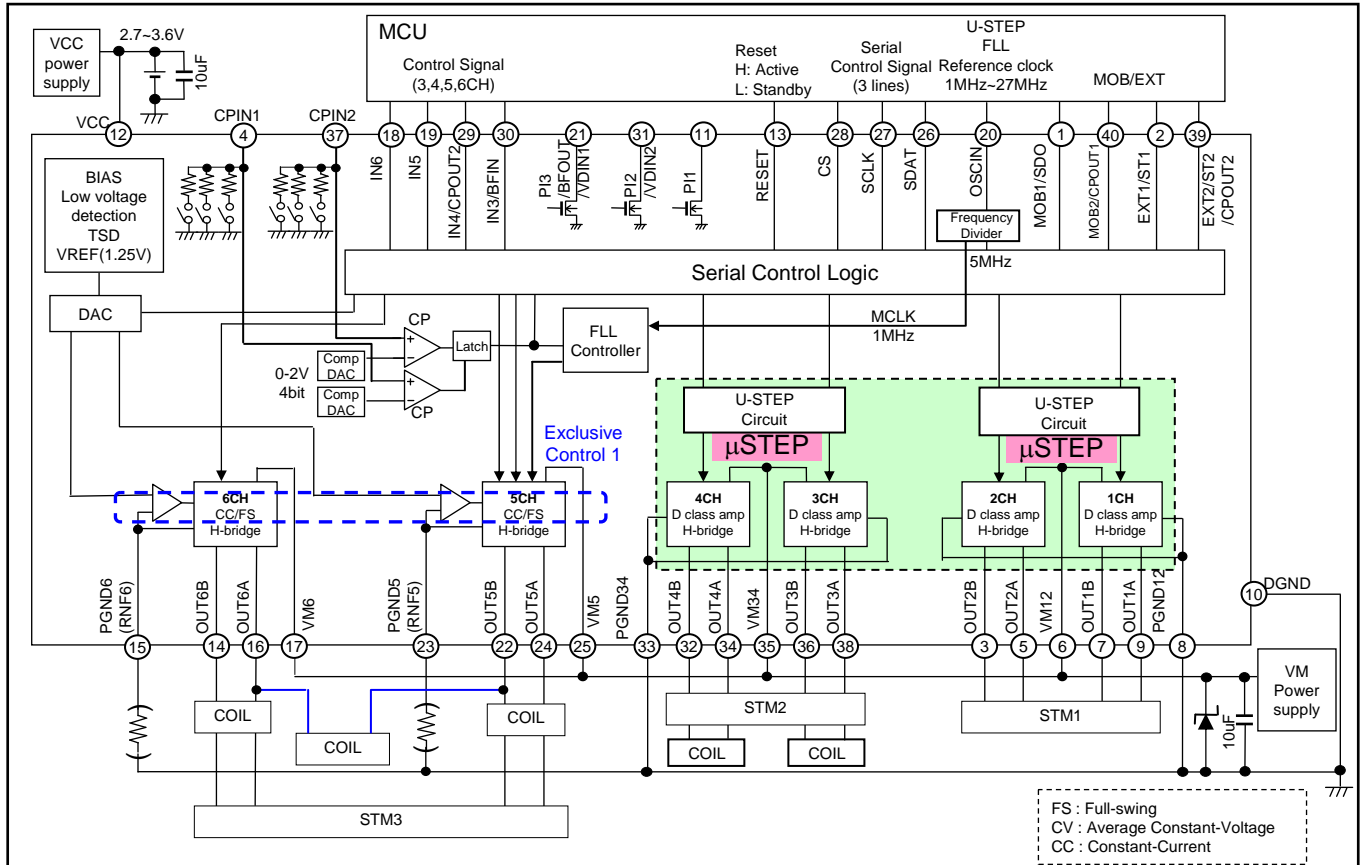 VCC
power
supply
2.7~3.6V
10uF
MCU
Control Signal
(3,4,5,6CH)
Reset
H: Active
L: Standby
Serial
Control Signal
(3 lines)
U-STEP
FLL
Reference clock
1MHz~27MHz
MOB/EXT
VCC
12
CPIN1
4
CPIN2
37
18
19
29
30
21
31
11
13
28
27
26
20
1
40
2
39
IN6
IN5
IN4/CPOUT2
IN3/BFIN
PI3
/BFOUT
/VDIN1
PI2
/VDIN2
PI1
RESET
CS
SCLK
SDAT
OSCIN
MOB1/SDO
MOB2/CPOUT1
EXT1/ST1
EXT2/ST2
/CPOUT2
BIAS
Low voltage
detection
TSD
VREF(1.25V)
Frequency
Divider
5MHz
Serial Control Logic
DAC
CP
+
−
Latch
FLL
Controller
MCLK
1MHz
0-2V
4bit
Comp
DAC
Comp
DAC
+
−
CP
U-STEP
Circuit
µSTEP
U-STEP
Circuit
µSTEP
Exclusive
Control 1
6CH
CC/FS
H-bridge
5CH
CC/FS
H-bridge
4CH
D class amp
H-bridge
3CH
D class amp
H-bridge
2CH
D class amp
H-bridge
1CH
D class amp
H-bridge
PGND6
(RNF6)
OUT6B
OUT6A
VM6
PGND5
(RNF5)
OUT5B
OUT5A
VM5
PGND34
OUT4B
OUT4A
VM34
OUT3B
OUT3A
OUT2B
OUT2A
VM12
OUT1B
OUT1A
PGND12
10
DGND
15
14
16
17
23
22
24
25
33
32
34
35
36
38
3
5
6
7
9
8
VM
Power
supply
10uF
COIL
COIL
COIL
STM2
COIL
COIL
STM1
STM3
FS : Full-swing
CV : Average Constant-Voltage
CC : Constant-Current